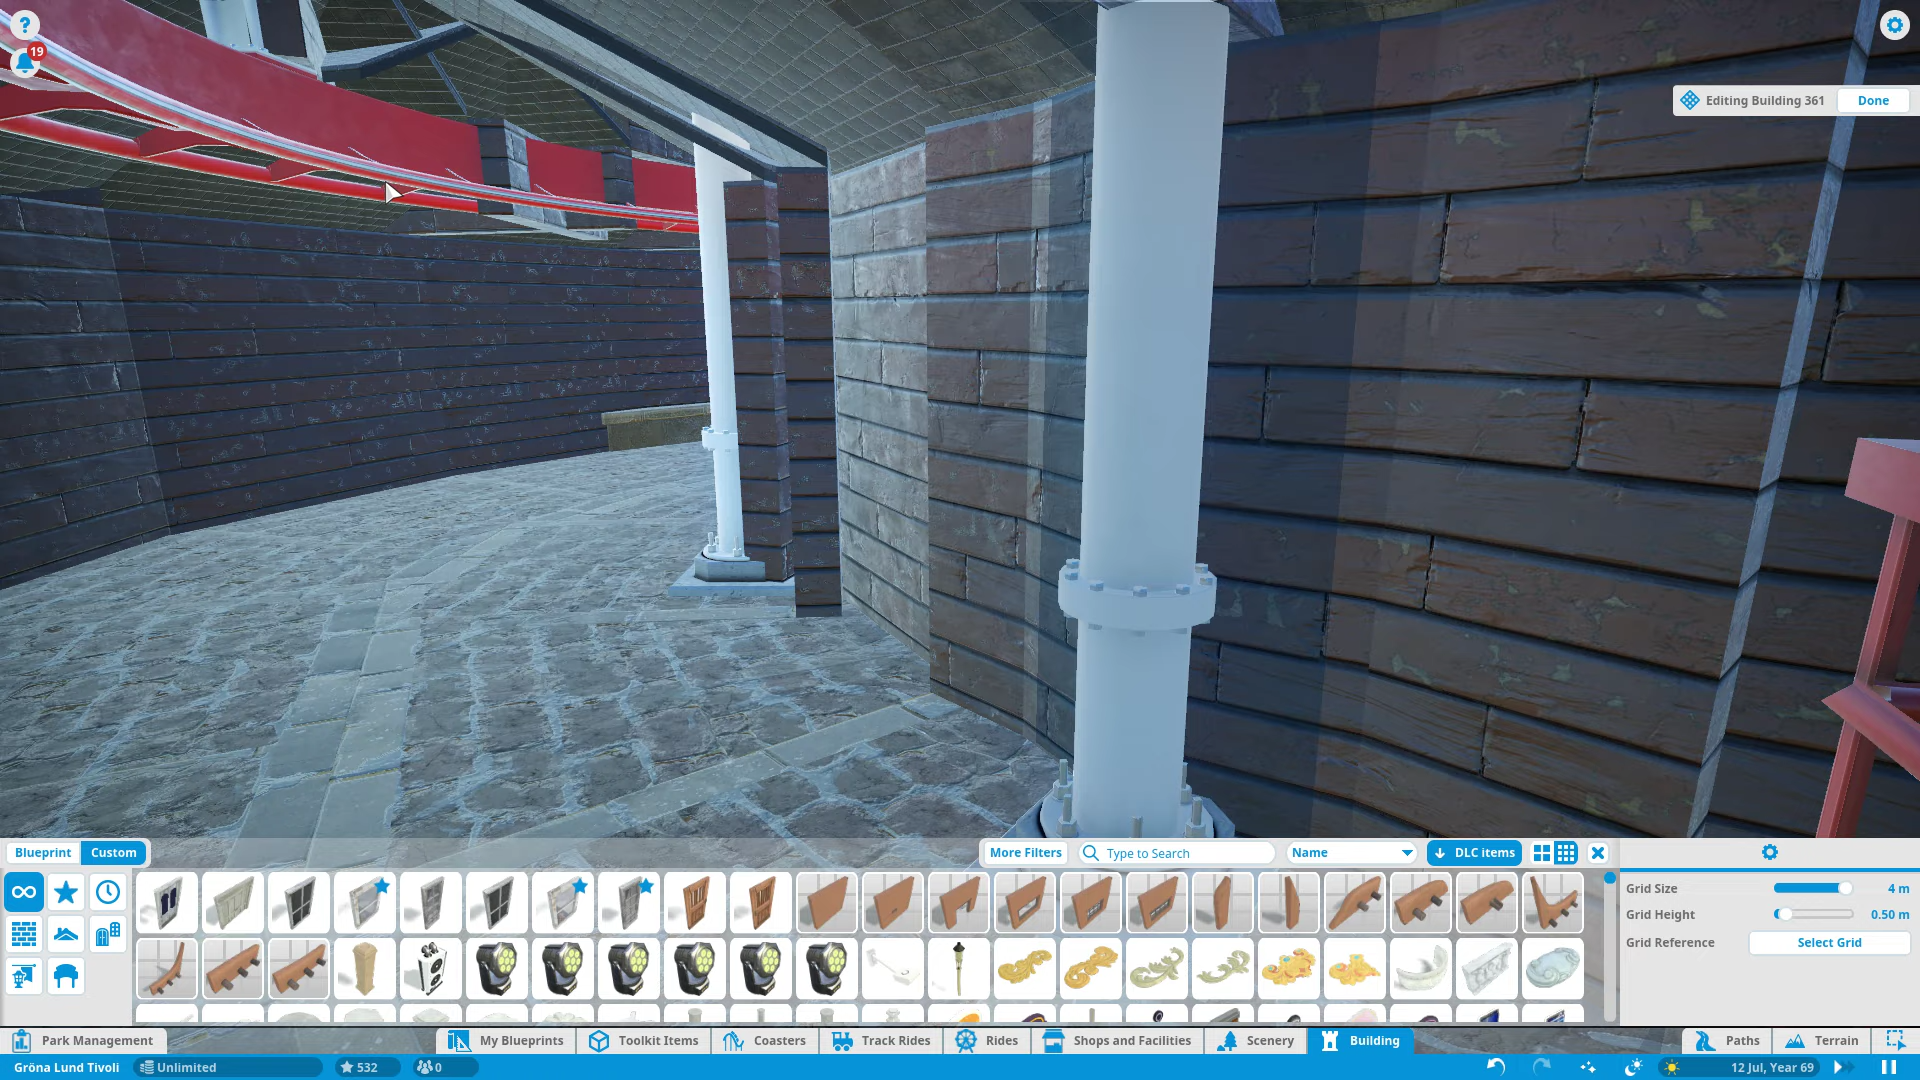 ?
19
Editing Building 361
Done
Blueprint
Custom
More Filters
Type to Search
Name
DLC items
Grid Size
4 m
Grid Height
0.50 m
Grid Reference
Select Grid
Park Management
My Blueprints
Toolkit Items
Coasters
Track Rides
Rides
Shops and Facilities
Scenery
Building
Paths
Terrain
Gröna Lund Tivoli
Unlimited
532
0
12 Jul, Year 69